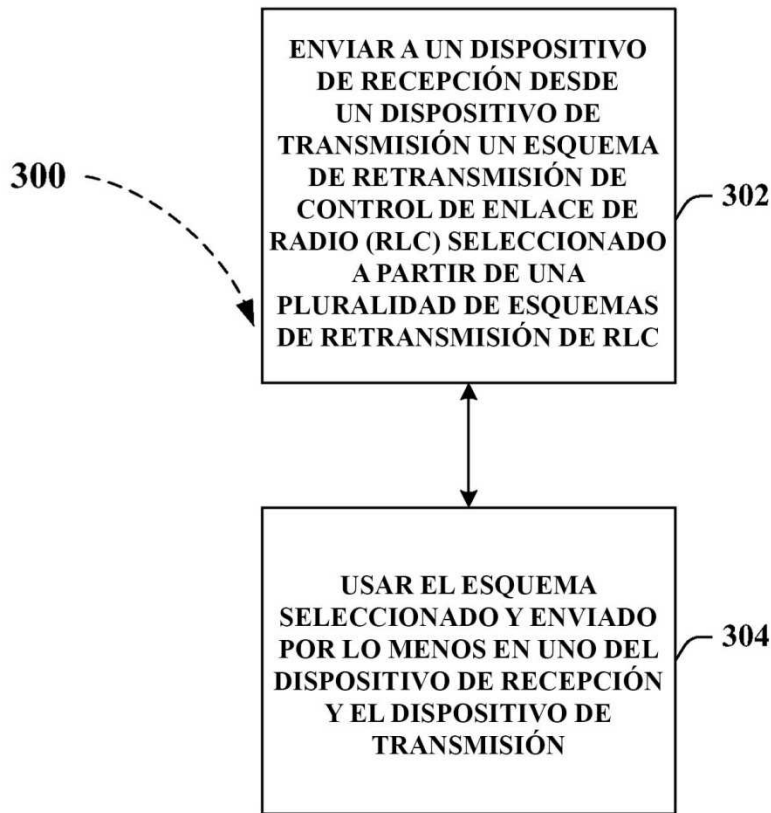 ENVIAR A UN DISPOSITIVO
DE RECEPCIÓN DESDE
UN DISPOSITIVO DE
TRANSMISIÓN UN ESQUEMA
DE RETRANSMISIÓN DE
CONTROL DE ENLACE DE
RADIO (RLC) SELECCIONADO
A PARTIR DE UNA
PLURALIDAD DE ESQUEMAS
DE RETRANSMISIÓN DE RLC
300
302
USAR EL ESQUEMA
SELECCIONADO Y ENVIADO
POR LO MENOS EN UNO DEL
DISPOSITIVO DE RECEPCIÓN
Y EL DISPOSITIVO DE
TRANSMISIÓN
304